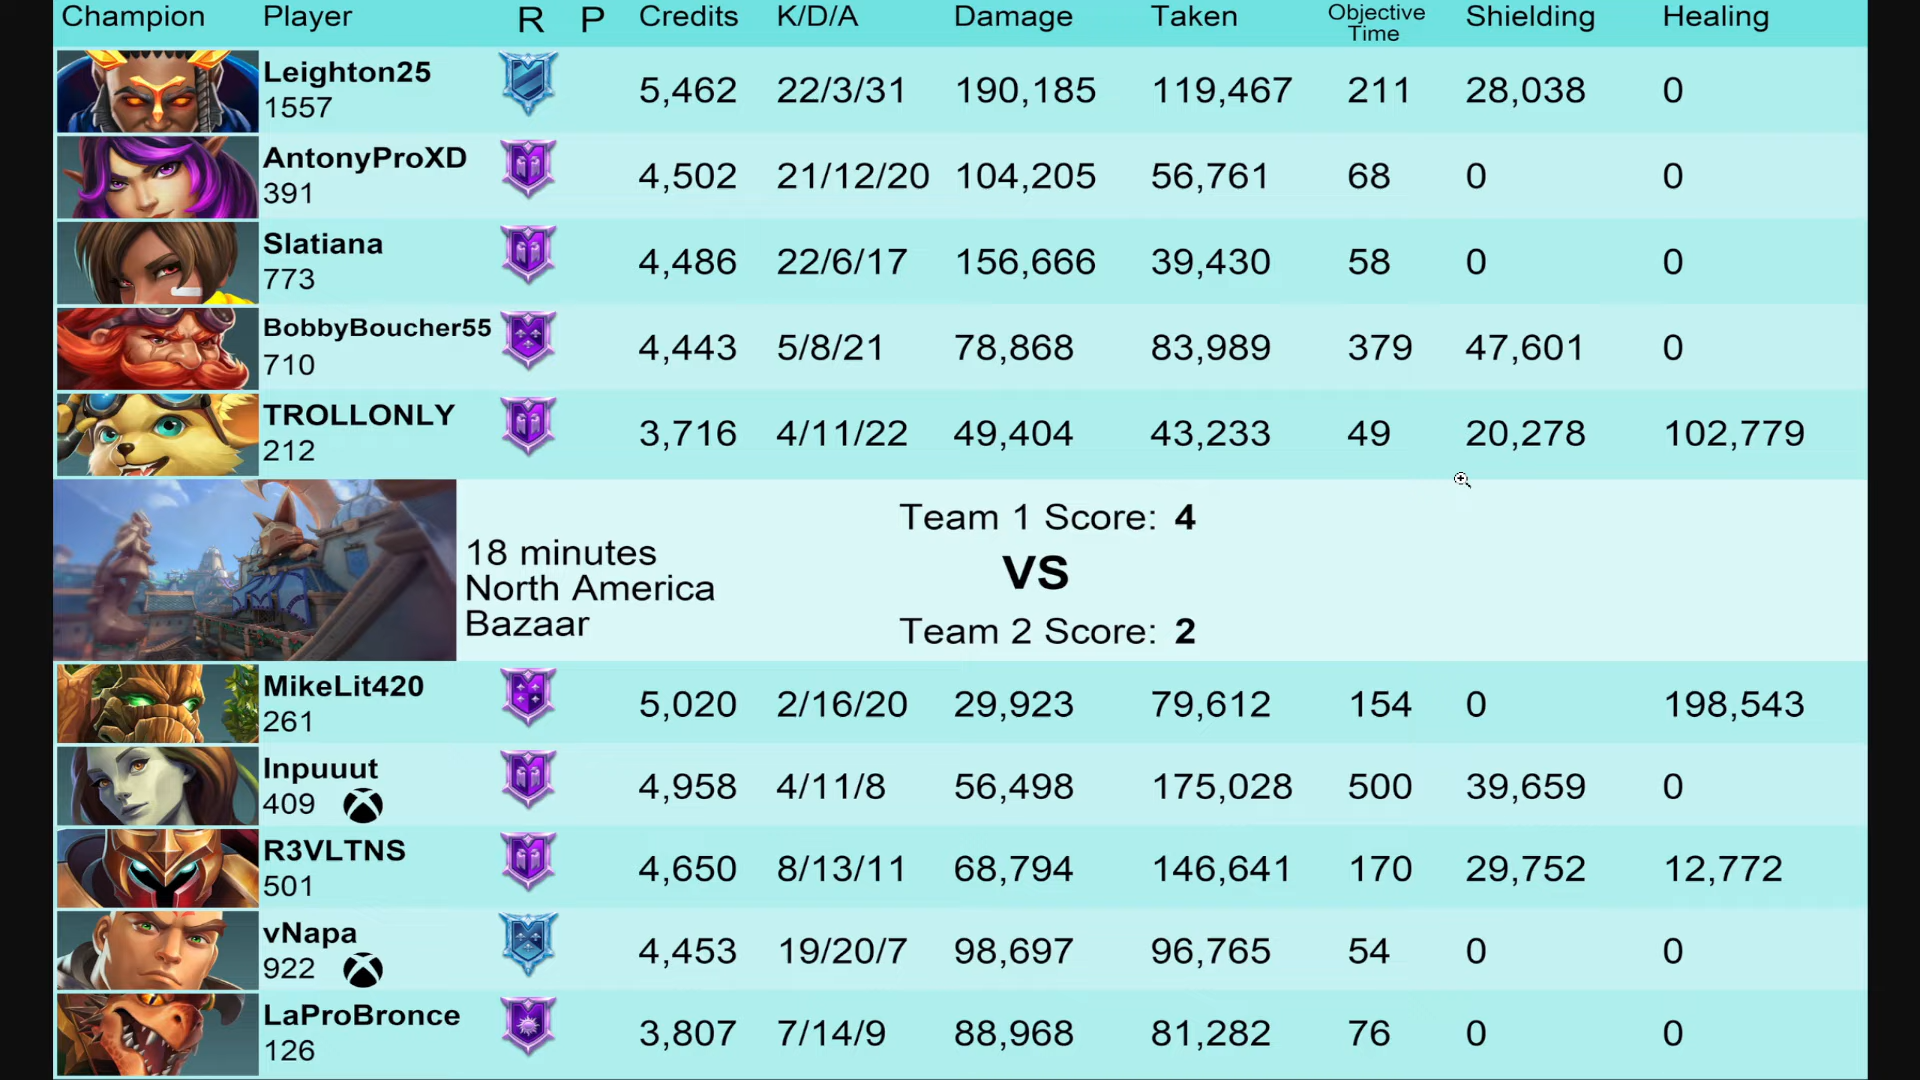 Champion Player R P Credits K/D/A Damage Taken Objective Time Shielding Healing
Leighton25
1557 5,462 22/3/31 190,185 119,467 211 28,038 0
AntonyProXD
391 4,502 21/12/20 104,205 56,761 68 0 0
Slatiana
773 4,486 22/6/17 156,666 39,430 58 0 0
BobbyBoucher55
710 4,443 5/8/21 78,868 83,989 379 47,601 0
TROLLONLY
212 3,716 4/11/22 49,404 43,233 49 20,278 102,779
18 minutes
North America
Bazaar
Team 1 Score: 4
VS
Team 2 Score: 2
MikeLit420
261 5,020 2/16/20 29,923 79,612 154 0 198,543
Inpuuut
409 4,958 4/11/8 56,498 175,028 500 39,659 0
R3VLTNS
501 4,650 8/13/11 68,794 146,641 170 29,752 12,772
vNapa
922 4,453 19/20/7 98,697 96,765 54 0 0
LaProBronce
126 3,807 7/14/9 88,968 81,282 76 0 0